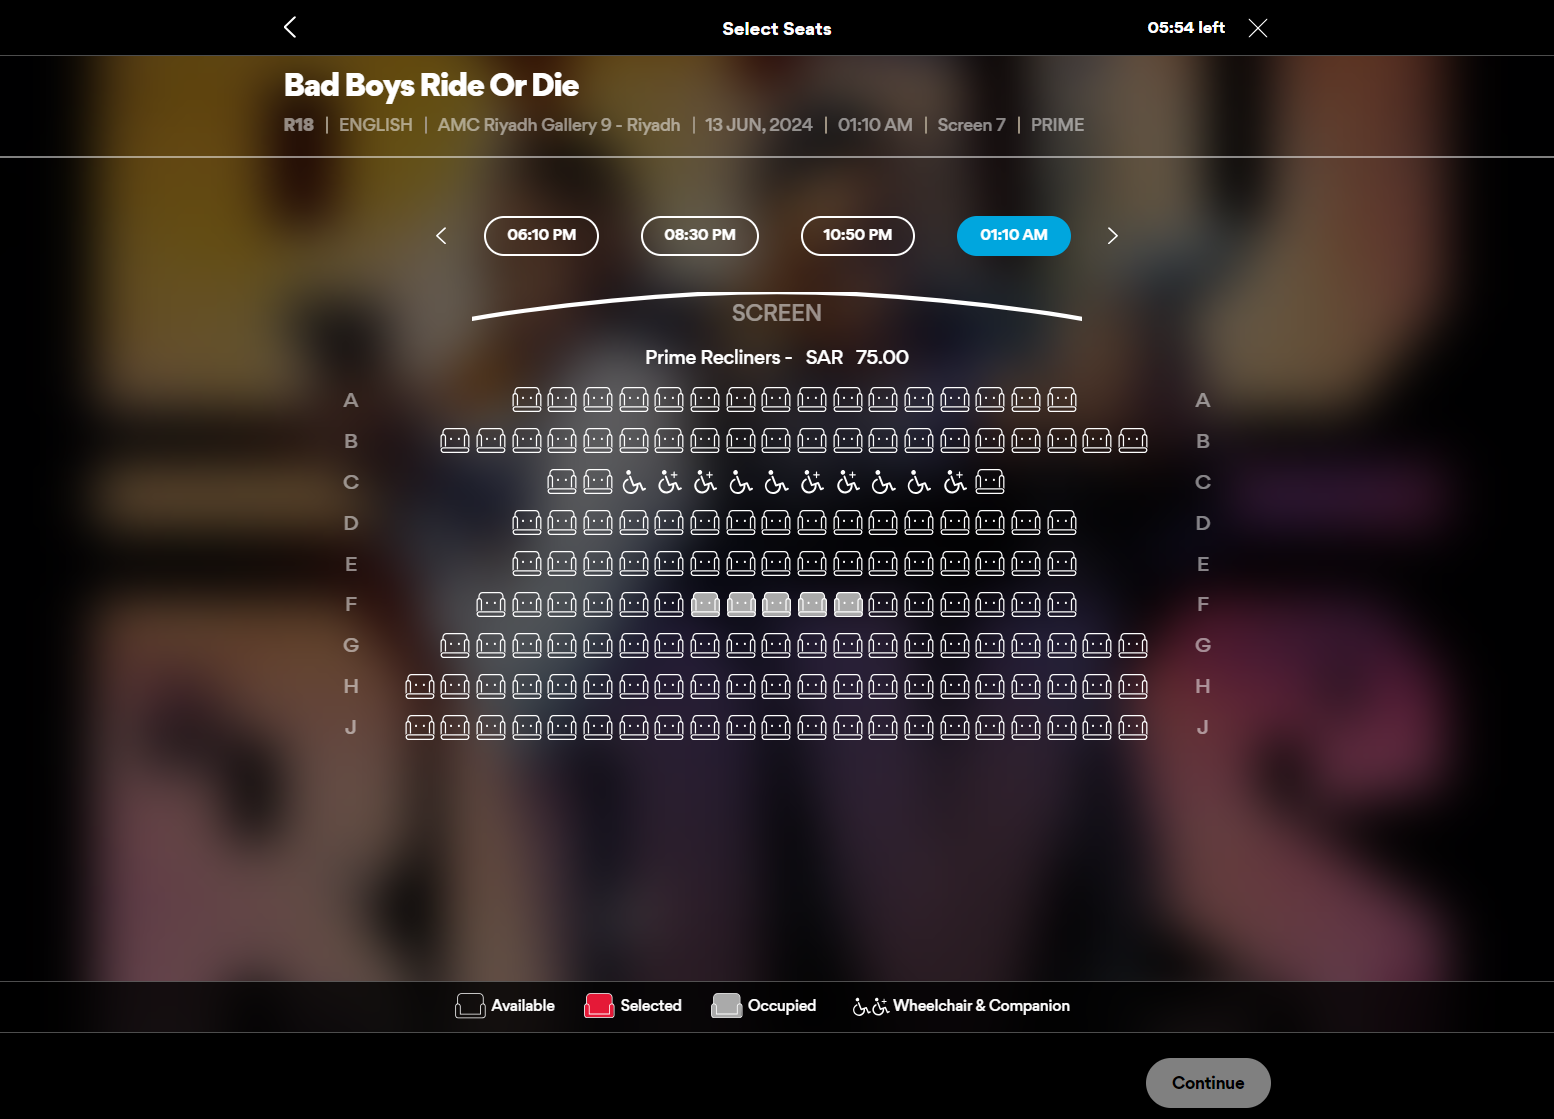 Select Seats
05:54 left
Bad Boys Ride Or Die
R18 | ENGLISH | AMC Riyadh Gallery 9 - Riyadh | 13 JUN, 2024 | 01:10 AM | Screen 7 | PRIME
06:10 PM 08:30 PM 10:50 PM 01:10 AM
SCREEN
Prime Recliners - SAR 75.00
A A
B B
C C
D D
E E
F F
G G
H H
J J
Available Selected Occupied Wheelchair & Companion
Continue